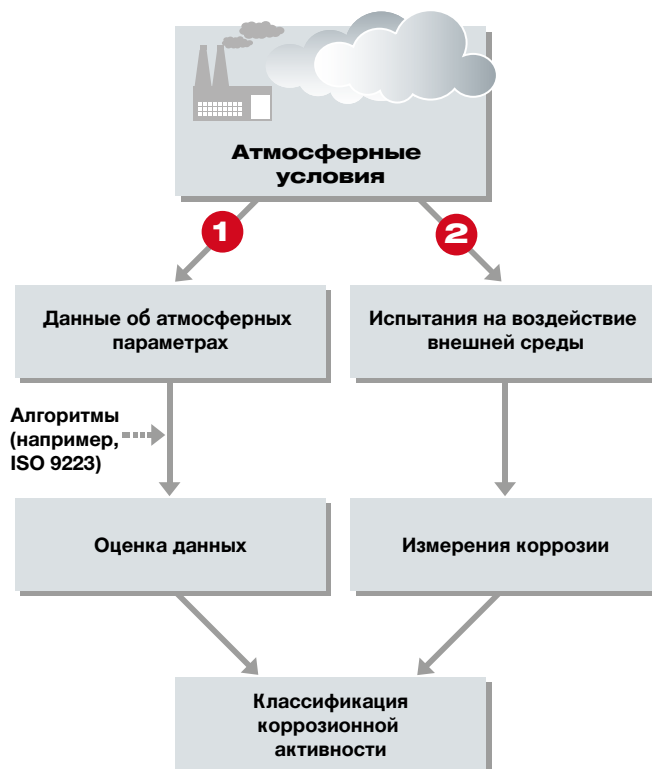 Атмосферные
условия
1
2
Данные об атмосферных
параметрах
Испытания на воздействие
внешней среды
Алгоритмы
(например,
ISO 9223)
Оценка данных
Измерения коррозии
Классификация
коррозионной
активности